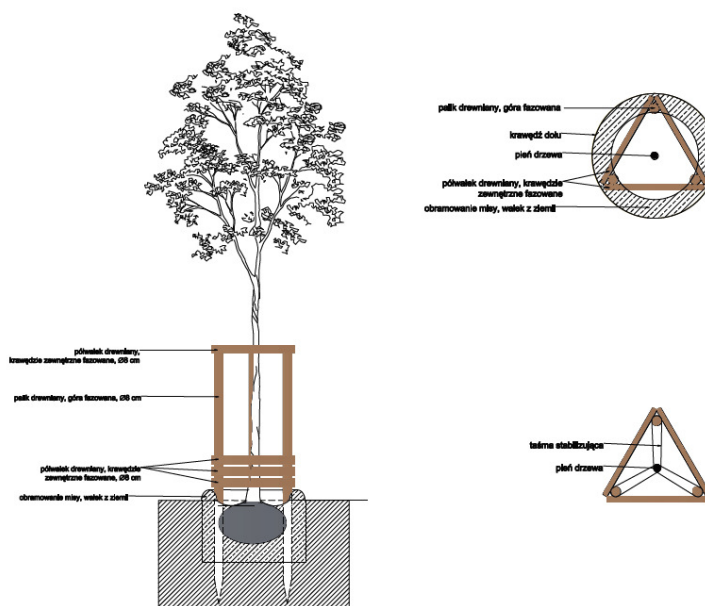 palik drewniany, góra fazowana
krawędź dołu
pień drzewa
półwałek drewniany, krawędzie
zewnętrzne fazowane
obramowanie misy, wałek z ziemii
półwałek drewniany,
krawędzie zewnętrzne fazowane, Ø8 cm
palik drewniany, góra fazowana, Ø8 cm
półwałek drewniany, krawędzie
zewnętrzne fazowane, Ø8 cm
obramowanie misy, wałek z ziemii
taśma stabilizująca
pień drzewa